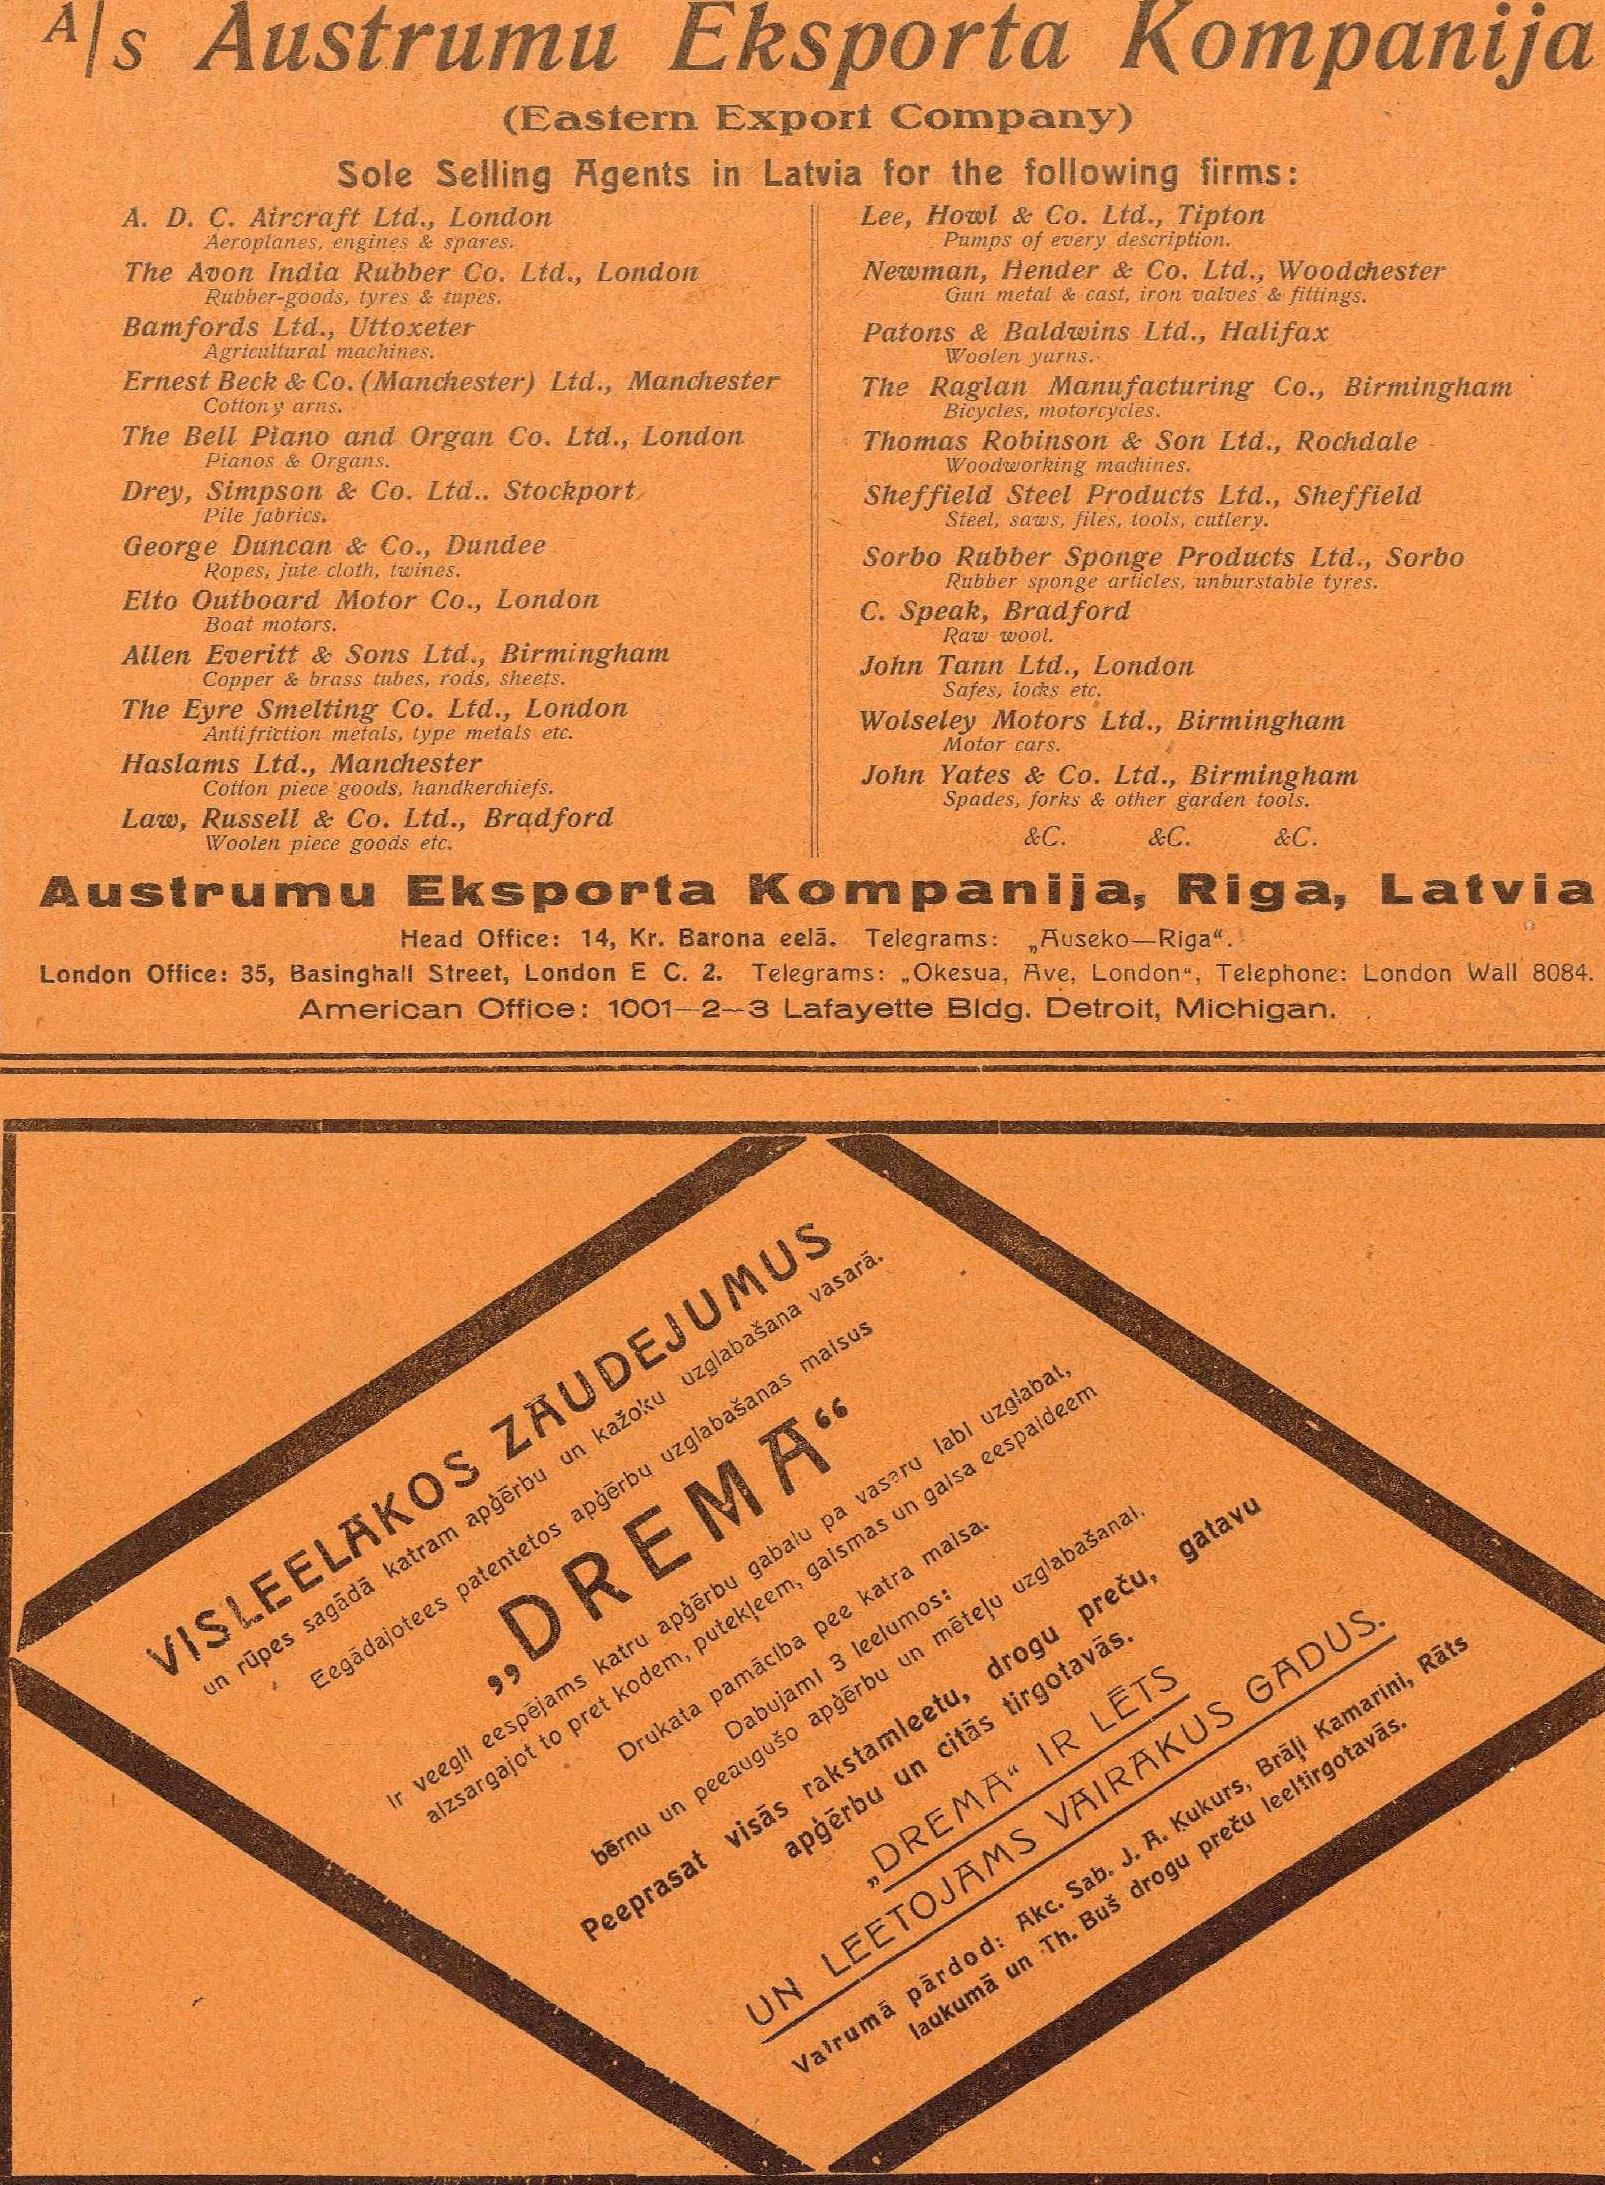 A/s Austrumu Eksporta Kompanija
(Eastern Export Company)
Sole Selling Agents in Latvia for the following firms:
A. D. C. Aircraft Ltd., London
Aeroplanes, engines & spares.
The Avon India Rubber Co. Ltd., London
Rubber-goods, tyres & tupes.
Bamfords Ltd., Uttoxeter
Agricultural machines.
Ernest Beck & Co. (Manchester) Ltd., Manchester
Cottony arns.
The Bell Piano and Organ Co. Ltd., London
Pianos & Organs.
Drey, Simpson & Co. Ltd.. Stockport
Pile fabrics.
George Duncan & Co., Dundee
Ropes, jute cloth, twines.
Elto Outboard Motor Co., London
Boat motors.
Allen Everitt & Sons Ltd., Birmingham
Copper & brass tubes, rods, sheets.
The Eyre Smelting Co. Ltd., London
Antifriction metals, type metals etc.
Haslams Ltd., Manchester
Cotton piece goods, handkerchiefs.
Law, Russell & Co. Ltd., Bradford
Woolen piece goods etc.
Lee, Howl & Co. Ltd., Tipton
Pumps of every description.
Newman, Hender & Co. Ltd., Woodchester
Gun metal & cast, iron valves & fittings.
Patons & Baldwins Ltd., Halifax
Woolen yarns.
The Raglan Manufacturing Co., Birmingham
Bicycles, motorcycles.
Thomas Robinson & Son Ltd., Rochdale
Woodworking machines.
Sheffield Steel Products Ltd., Sheffield
Steel, saws, files, tools, cutlery.
Sorbo Rubber Sponge Products Ltd., Sorbo
Rubber sponge articles, unburstable tyres.
C. Speak, Bradford
Raw wool.
John Tann Ltd., London
Safes, locks etc.
Wolseley Motors Ltd., Birmingham
Motor cars.
John Yates & Co. Ltd., Birmingham
Spades, forks & other garden tools.
&C. &C. &C.
Austrumu Eksporta Kompanija, Riga, Latvia
Head Office: 14, Kr. Barona eelā. Telegrams: „Auseko—Riga“.
London Office: 35, Basinghall Street, London E C. 2. Telegrams: „Okesua, Ave, London“, Telephone: London Wall 8084.
American Office: 1001—2—3 Lafayette Bldg. Detroit, Michigan.
VISLEELĀKOS ZAUDEJUMUS
un rūpes sagādā katram apģērbu un kažoku uzglabašana vasarā.
Eegādajotees patentetos apģērbu uzglabašanas maisus
„DREMA“
ir veegli eespējams katru apģērbu gabalu pa vasaru labi uzglabat,
aizsargajot to pret kodem, putekļeem, gaismas un gaisa eespaideem
Drukata pamācība pee katra maisa.
Dabujami 3 leelumos:
bērnu un peeaugušo apģērbu un mēteļu uzglabašanai.
Peeprasat visās rakstamleetu, drogu preču, gatavu
apģērbu un citās tirgotavās.
„DREMA“ IR LĒTS
UN LEETOJAMS VAIRAKUS GADUS.
Vairumā pārdod: Akc. Sab. J. A. Kukurs, Brāļi Kamarini, Rāts
laukumā un Th. Buš drogu preču leeltirgotavās.